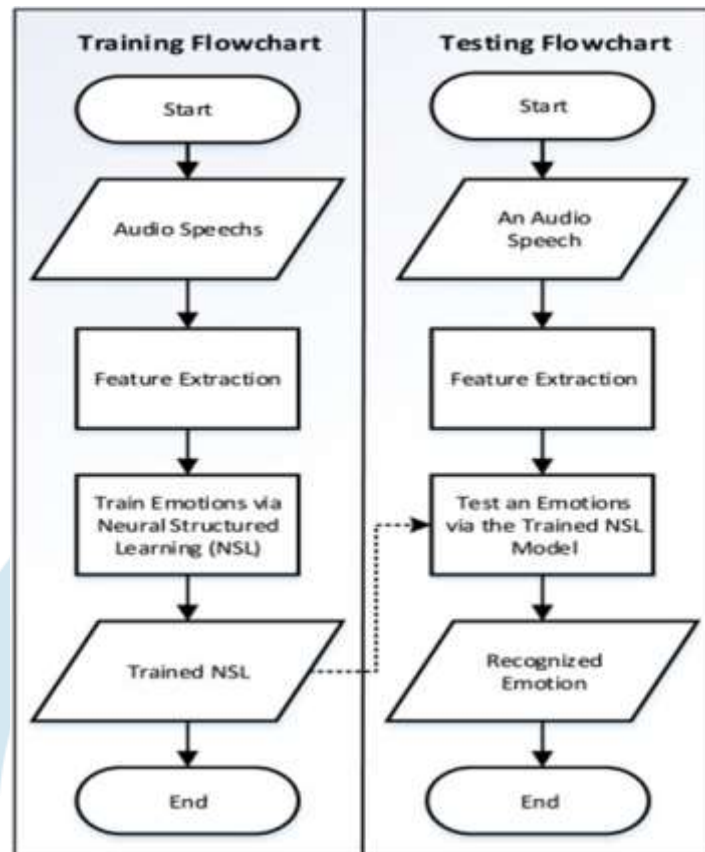 Training Flowchart
Start
Audio Speechs
Feature Extraction
Train Emotions via
Neural Structured
Learning (NSL)
Trained NSL
End
Testing Flowchart
Start
An Audio
Speech
Feature Extraction
Test an Emotions
via the Trained NSL
Model
Recognized
Emotion
End